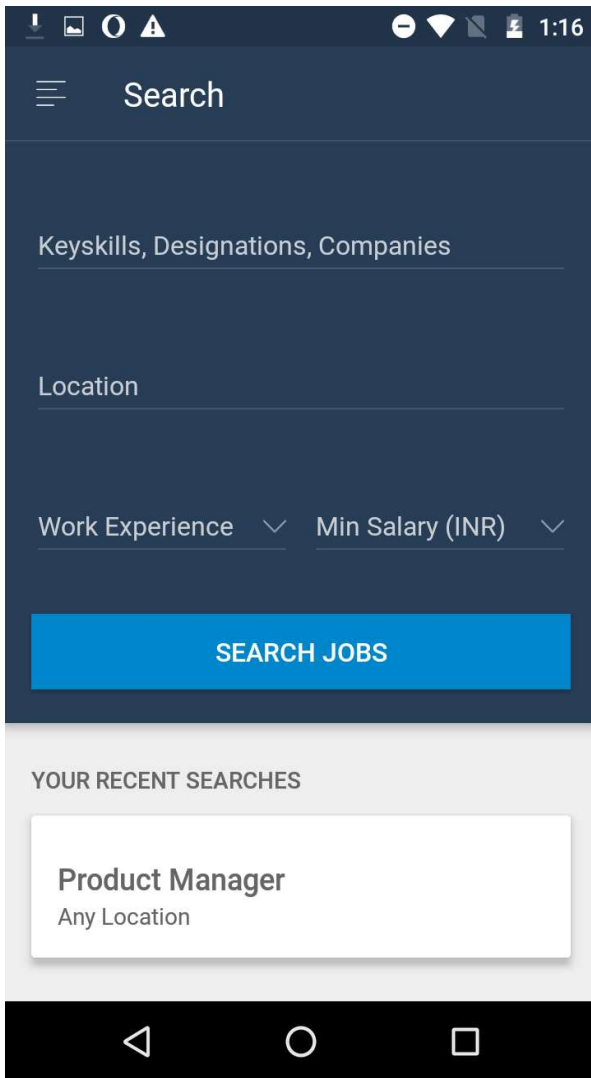 1:16
Search
Keyskills, Designations, Companies
Location
Work Experience
Min Salary (INR)
SEARCH JOBS
YOUR RECENT SEARCHES
Product Manager
Any Location